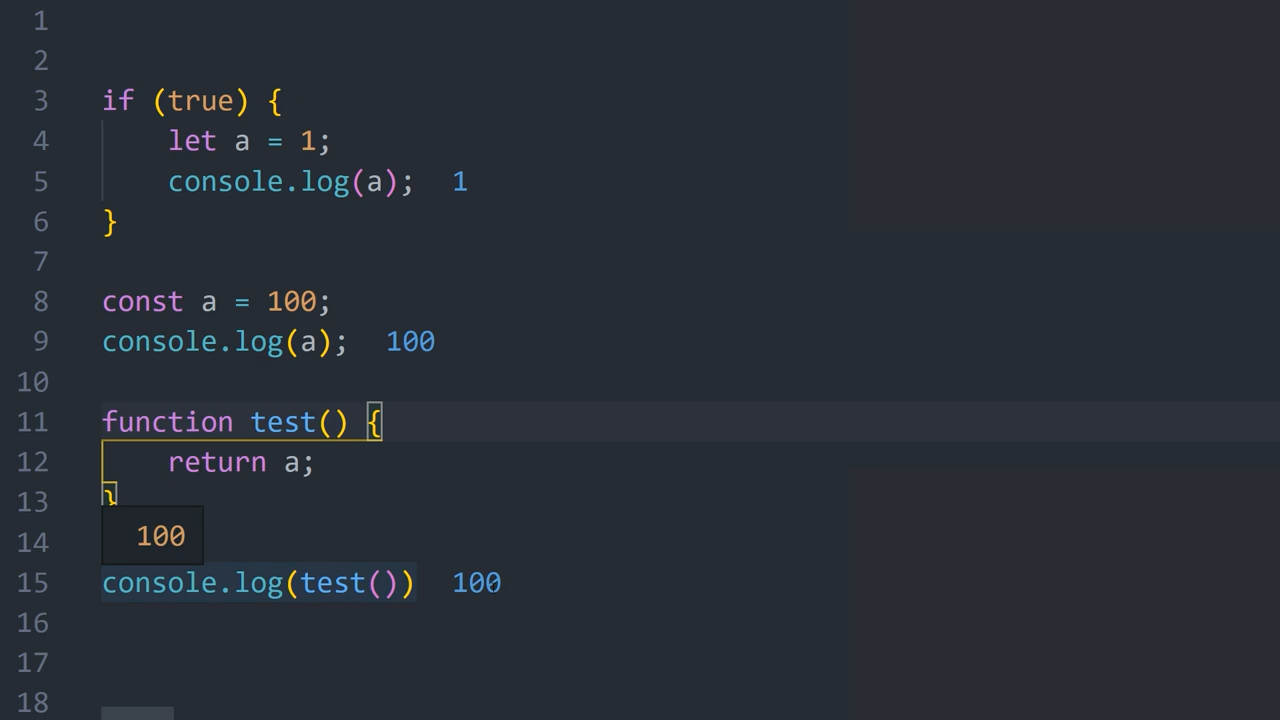 1
2
3 if (true) {
4 let a = 1;
5 console.log(a); 1
6 }
7
8 const a = 100;
9 console.log(a); 100
10
11 function test() {
12 return a;
13 }
100
14
15 console.log(test()) 100
16
17
18